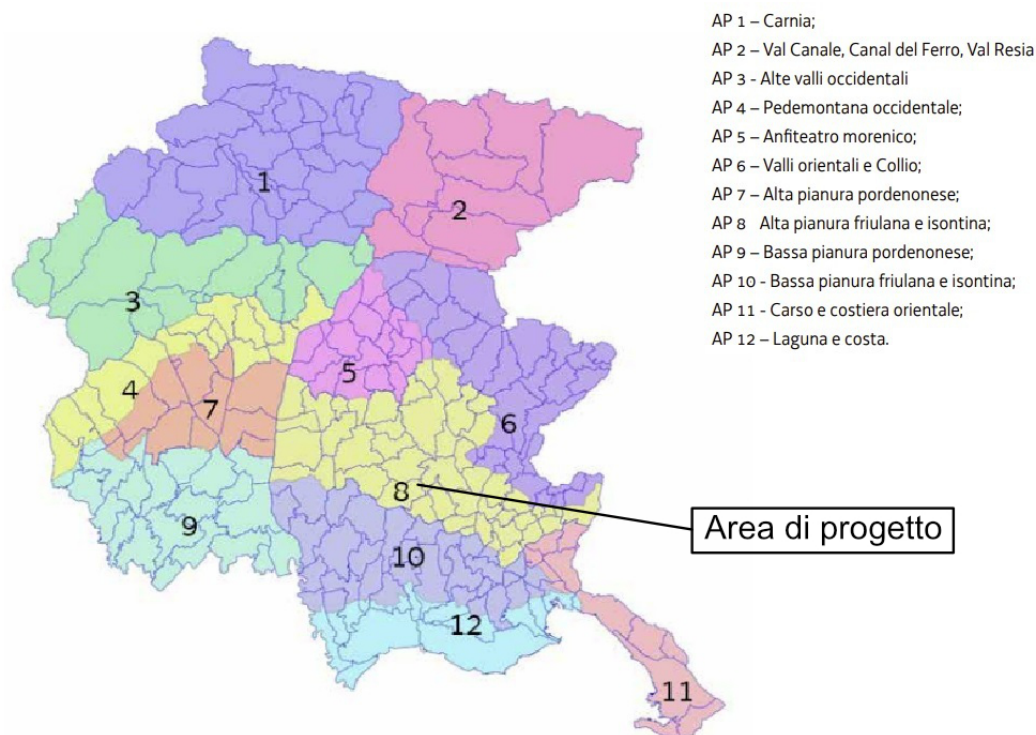 AP 1 – Carnia;
AP 2 – Val Canale, Canal del Ferro, Val Resia
AP 3 - Alte valli occidentali
AP 4 – Pedemontana occidentale;
AP 5 – Anfiteatro morenico;
AP 6 – Valli orientali e Collio;
AP 7 – Alta pianura pordenonese;
AP 8 Alta pianura friulana e isontina;
AP 9 – Bassa pianura pordenonese;
AP 10 - Bassa pianura friulana e isontina;
AP 11 - Carso e costiera orientale;
AP 12 – Laguna e costa.
1
2
3
4
5
7
6
8
9
Area di progetto
10
12
11